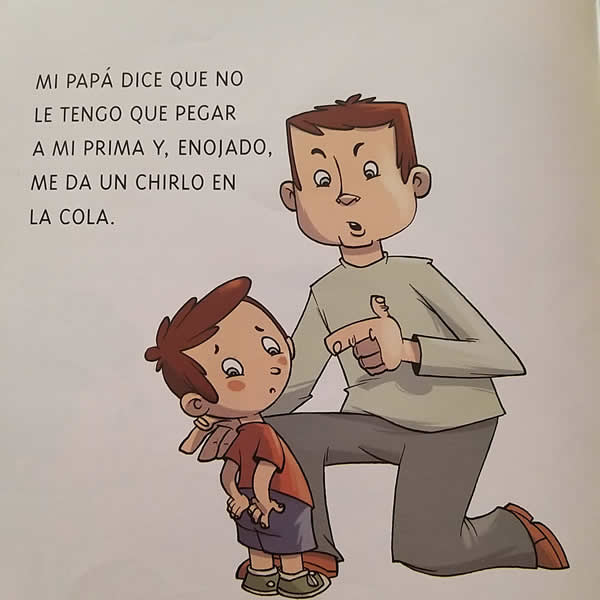 MI PAPÁ DICE QUE NO
LE TENGO QUE PEGAR
A MI PRIMA Y, ENOJADO,
ME DA UN CHIRLO EN
LA COLA.